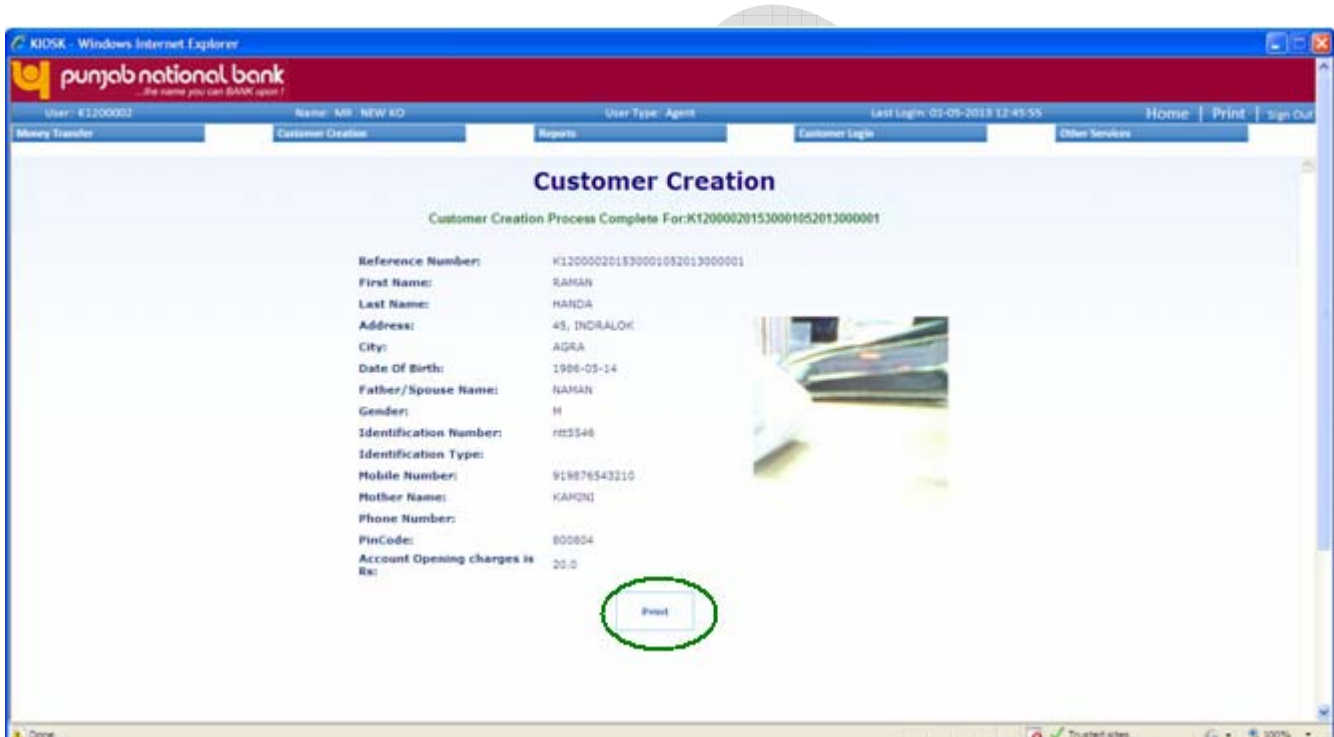 KIOSK - Windows Internet Explorer
punjab national bank
...the name you can BANK upon !
User: K1200002 Name: MR. NEW KO User Type: Agent Last Login: 01-05-2013 12:45:55 Home | Print | Sign Out
Money Transfer Customer Creation Reports Customer Login Other Services
Customer Creation
Customer Creation Process Complete For:K120000201530001052013000001
Reference Number: K120000201530001052013000001
First Name: RAMAN
Last Name: HANDA
Address: 45, INDRALOK
City: AGRA
Date Of Birth: 1986-05-14
Father/Spouse Name: NAMAN
Gender: M
Identification Number:
Identification Type:
Mobile Number: 919876543210
Mother Name: KAMINI
Phone Number:
PinCode: 800804
Account Opening charges is
Rs: 20.0
Print
Done
Trusted sites 100%